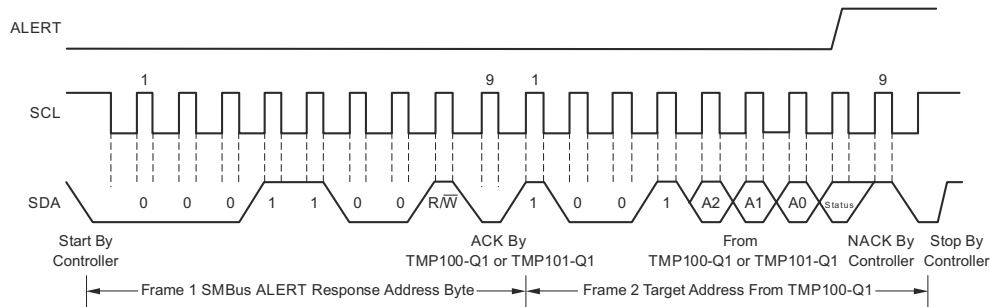 ALERT
1 9 1 9
SCL
SDA 0 0 0 1 1 0 0 R/W̅ 1 0 0 1 A2 A1 A0 Status
Start By ACK By From NACK By Stop By
Controller TMP100-Q1 or TMP101-Q1 TMP100-Q1 or TMP101-Q1 Controller Controller
Frame 1 SMBus ALERT Response Address Byte Frame 2 Target Address From TMP100-Q1